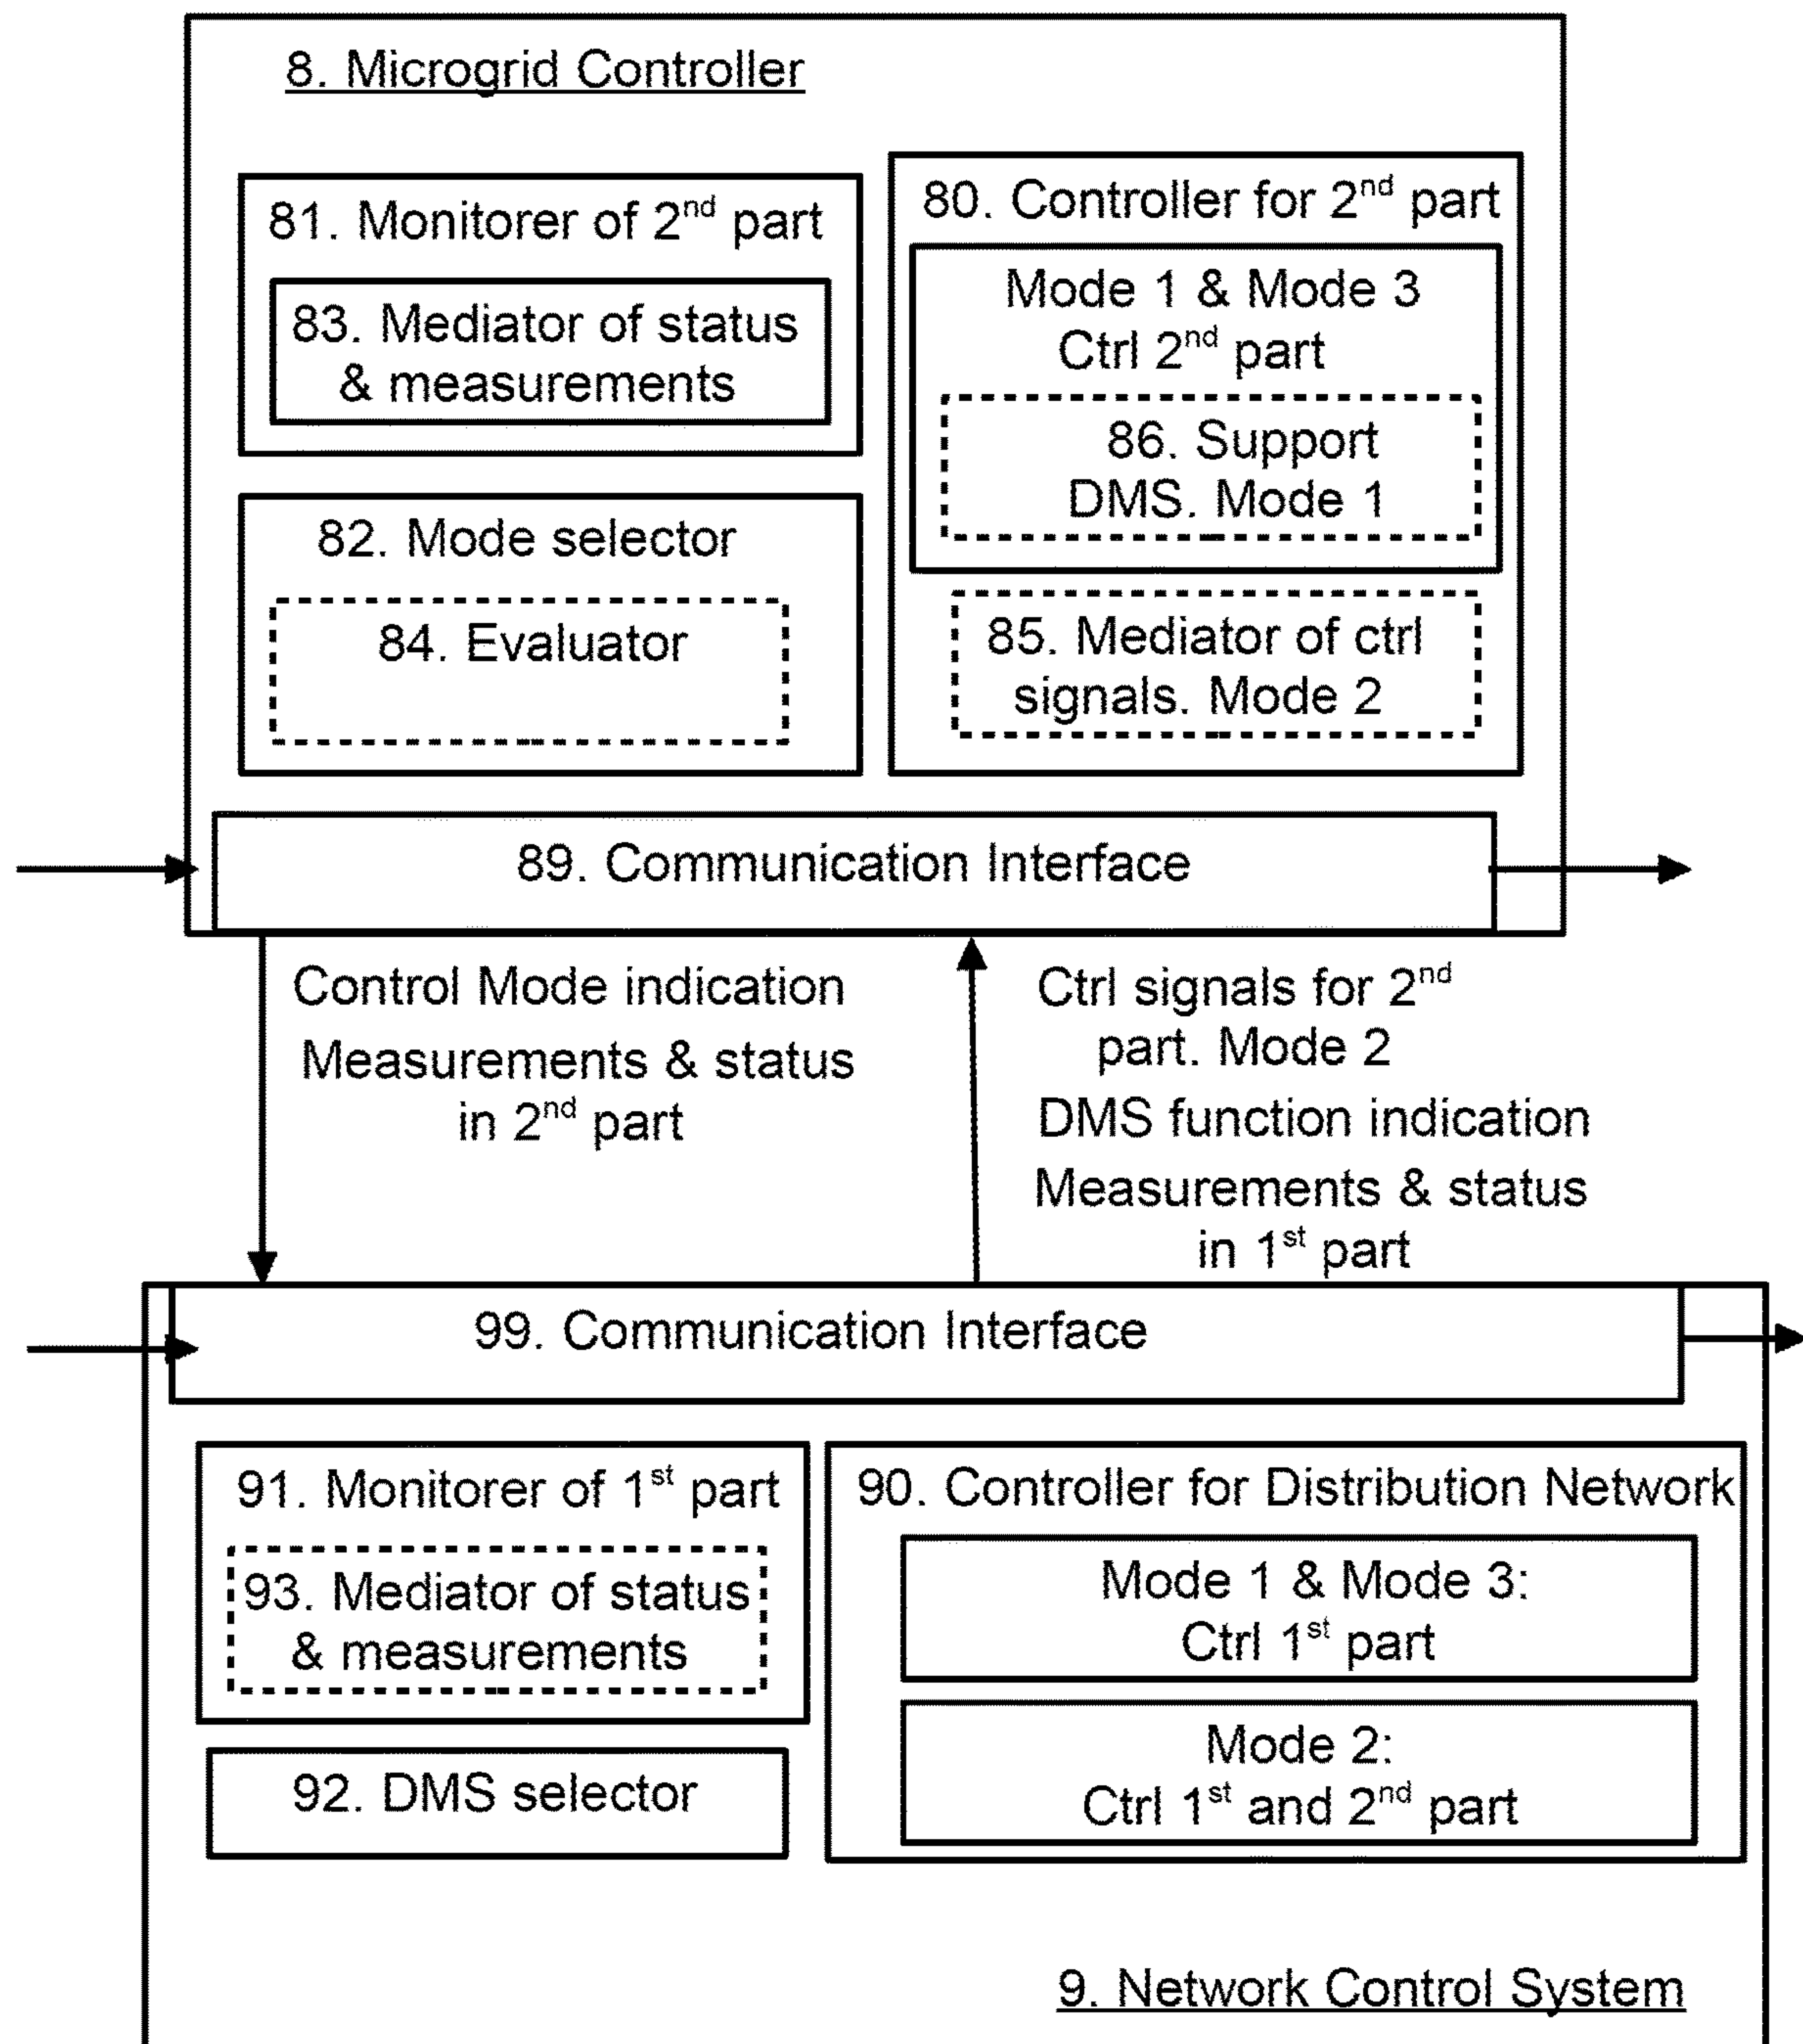 8. Microgrid Controller
81. Monitorer of 2nd part
83. Mediator of status
& measurements
82. Mode selector
84. Evaluator
80. Controller for 2nd part
Mode 1 & Mode 3
Ctrl 2nd part
86. Support
DMS. Mode 1
85. Mediator of ctrl
signals. Mode 2
89. Communication Interface
Control Mode indication
Measurements & status
in 2nd part
Ctrl signals for 2nd
part. Mode 2
DMS function indication
Measurements & status
in 1st part
99. Communication Interface
91. Monitorer of 1st part
93. Mediator of status
& measurements
92. DMS selector
90. Controller for Distribution Network
Mode 1 & Mode 3:
Ctrl 1st part
Mode 2:
Ctrl 1st and 2nd part
9. Network Control System